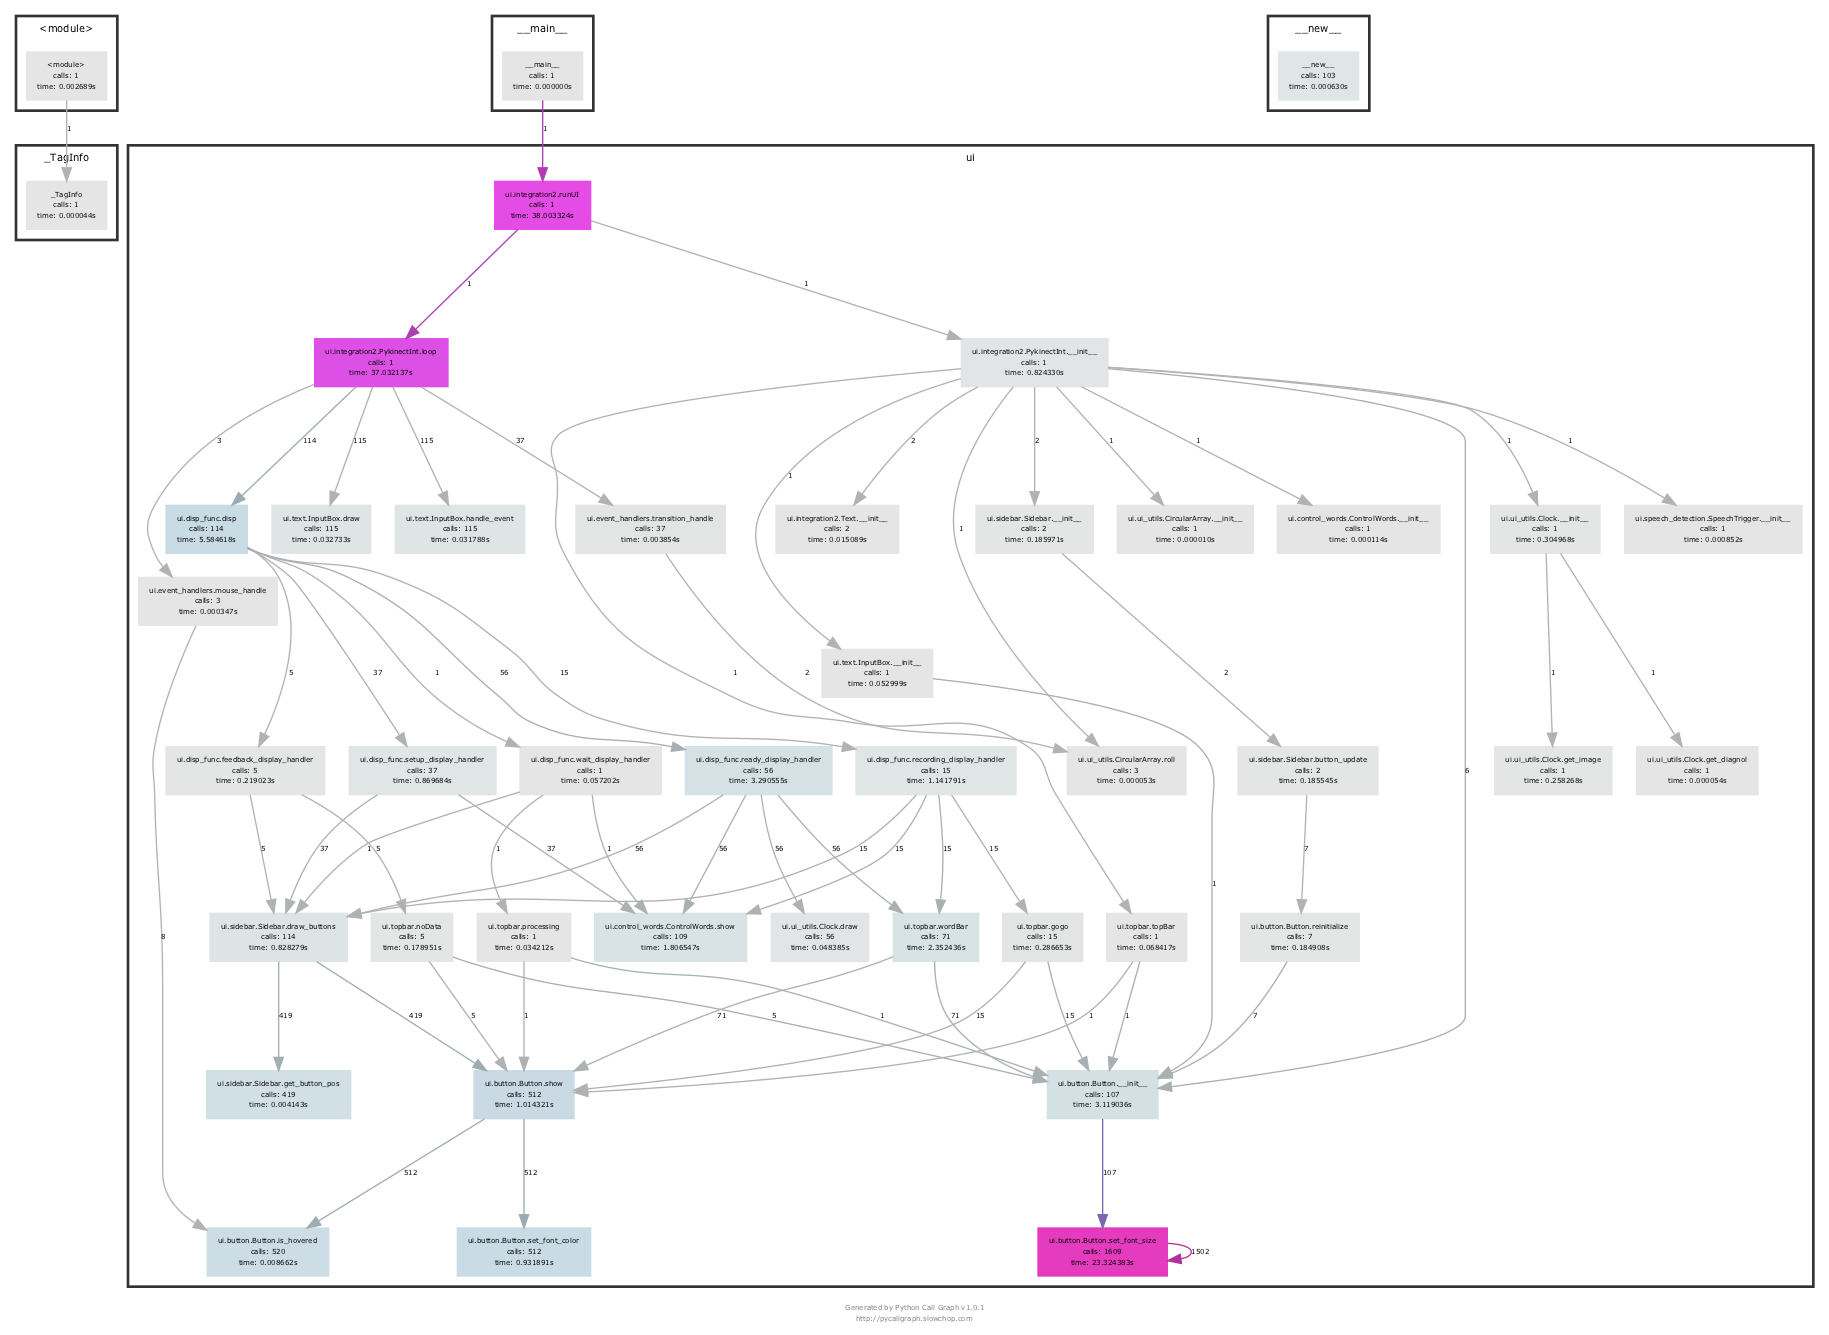 <module>
<module>
calls: 1
time: 0.002689s
__main__
__main__
calls: 1
time: 0.000000s
__new__
__new__
calls: 103
time: 0.000630s
1
1
_TagInfo
_TagInfo
calls: 1
time: 0.000044s
ui
ui.integration2.runUI
calls: 1
time: 38.003324s
1
1
ui.integration2.PykinectInt.loop
calls: 1
time: 37.032137s
ui.integration2.PykinectInt.__init__
calls: 1
time: 0.824330s
3
114
115
115
37
1
2
1
2
1
1
6
1
1
ui.disp_func.disp
calls: 114
time: 5.584618s
ui.text.InputBox.draw
calls: 115
time: 0.032733s
ui.text.InputBox.handle_event
calls: 115
time: 0.031788s
ui.event_handlers.transition_handle
calls: 37
time: 0.003854s
ui.integration2.Text.__init__
calls: 2
time: 0.015089s
ui.sidebar.Sidebar.__init__
calls: 2
time: 0.185971s
ui.ui_utils.CircularArray.__init__
calls: 1
time: 0.000010s
ui.control_words.ControlWords.__init__
calls: 1
time: 0.000114s
ui.ui_utils.Clock.__init__
calls: 1
time: 0.304968s
ui.speech_detection.SpeechTrigger.__init__
calls: 1
time: 0.000852s
ui.event_handlers.mouse_handle
calls: 3
time: 0.000347s
ui.text.InputBox.__init__
calls: 1
time: 0.052999s
5
37
1
56
15
1
2
2
1
1
ui.disp_func.feedback_display_handler
calls: 5
time: 0.219023s
ui.disp_func.setup_display_handler
calls: 37
time: 0.869684s
ui.disp_func.wait_display_handler
calls: 1
time: 0.057202s
ui.disp_func.ready_display_handler
calls: 56
time: 3.290555s
ui.disp_func.recording_display_handler
calls: 15
time: 1.141791s
ui.ui_utils.CircularArray.roll
calls: 3
time: 0.000053s
ui.sidebar.Sidebar.button_update
calls: 2
time: 0.185545s
ui.ui_utils.Clock.get_image
calls: 1
time: 0.258268s
ui.ui_utils.Clock.get_diagnol
calls: 1
time: 0.000054s
5
37
1
5
1
37
1
56
56
56
56
15
15
15
15
7
1
8
ui.sidebar.Sidebar.draw_buttons
calls: 114
time: 0.828279s
ui.topbar.noData
calls: 5
time: 0.178951s
ui.topbar.processing
calls: 1
time: 0.034212s
ui.control_words.ControlWords.show
calls: 109
time: 1.806547s
ui.ui_utils.Clock.draw
calls: 56
time: 0.048385s
ui.topbar.wordBar
calls: 71
time: 2.352436s
ui.topbar.gogo
calls: 15
time: 0.286653s
ui.topbar.topBar
calls: 1
time: 0.068417s
ui.button.Button.reinitialize
calls: 7
time: 0.184908s
419
419
5
1
71
5
1
71
15
15
1
1
7
ui.sidebar.Sidebar.get_button_pos
calls: 419
time: 0.004143s
ui.button.Button.show
calls: 512
time: 1.014321s
ui.button.Button.__init__
calls: 107
time: 3.119036s
512
512
107
ui.button.Button.is_hovered
calls: 520
time: 0.008662s
ui.button.Button.set_font_color
calls: 512
time: 0.931891s
ui.button.Button.set_font_size
calls: 1609
time: 23.324383s
1502
Generated by Python Call Graph v1.0.1
http://pycallgraph.slowchop.com